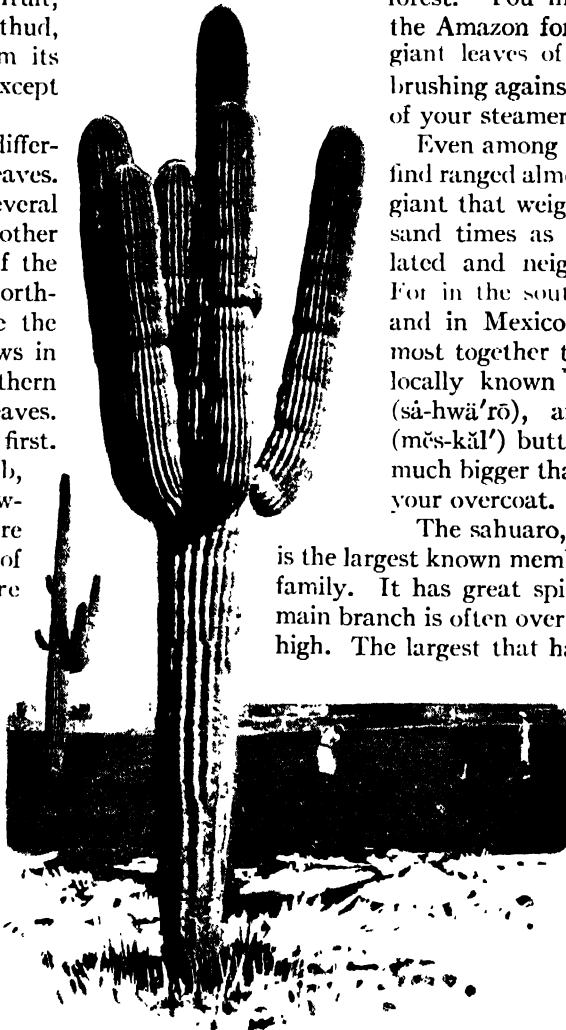 thud,
m its
xcept
differ-
eaves.
everal
other
f the
orth-
e the
ws in
thern
eaves.
first.
b,
w-
re
of
re
forest. You
the Amazon for
giant leaves of
brushing agains
of your steamer
Even among
find ranged alm
giant that weig
sand times as
lated and neig
For in the sout
and in Mexico
most together t
locally known
(sȧ-hwä′rō), a
(mĕs-kăl′) butt
much bigger tha
your overcoat.
The sahuaro,
is the largest known mem
family. It has great spi
main branch is often over
high. The largest that ha